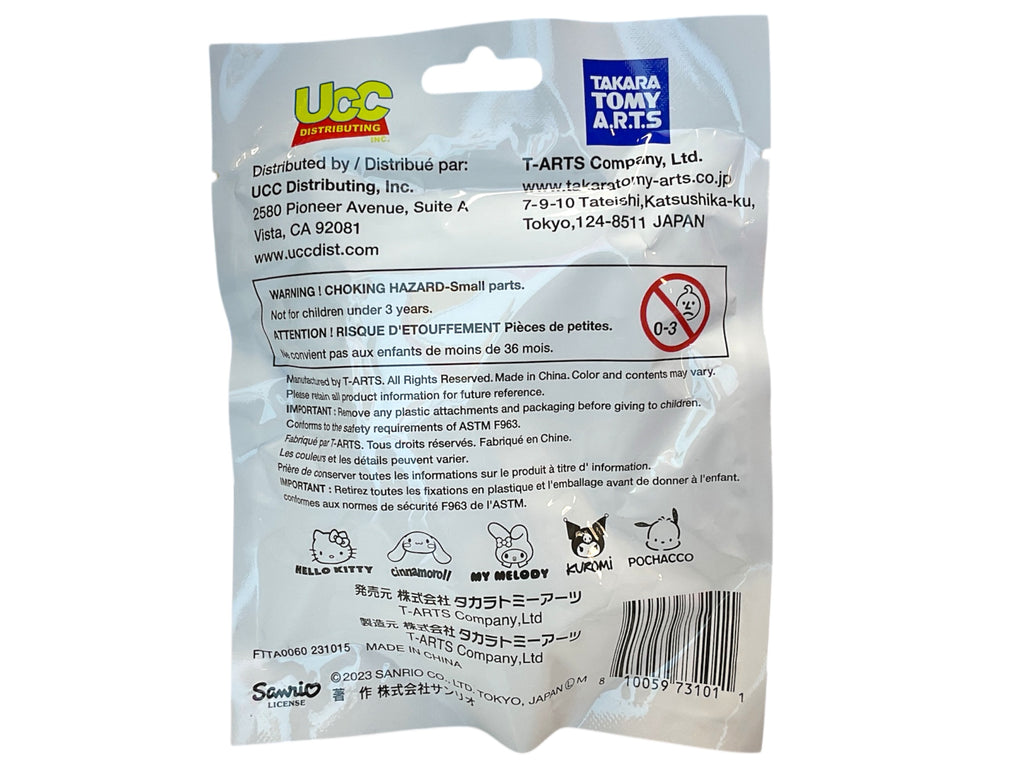 UCC
DISTRIBUTING
INC.
TAKARA
TOMY
A.R.T.S
Distributed by / Distribué par:
UCC Distributing, Inc.
2580 Pioneer Avenue, Suite A
Vista, CA 92081
www.uccdist.com
T-ARTS Company, Ltd.
www.takaratomy-arts.co.jp
7-9-10 Tateishi,Katsushika-ku,
Tokyo,124-8511 JAPAN
WARNING ! CHOKING HAZARD-Small parts.
Not for children under 3 years.
ATTENTION ! RISQUE D'ETOUFFEMENT Pièces de petites.
Ne convient pas aux enfants de moins de 36 mois.
0-3
Manufactured by T-ARTS. All Rights Reserved. Made in China. Color and contents may vary.
Please retain all product information for future reference.
IMPORTANT : Remove any plastic attachments and packaging before giving to children.
Conforms to the safety requirements of ASTM F963.
Fabriqué par T-ARTS. Tous droits réservés. Fabriqué en Chine.
Les couleurs et les détails peuvent varier.
Prière de conserver toutes les informations sur le produit à titre d' information.
IMPORTANT : Retirez toutes les fixations en plastique et l'emballage avant de donner à l'enfant.
conformes aux normes de sécurité F963 de l'ASTM.
HELLO KITTY
cinnamoroll
MY MELODY
KUROMi
POCHACCO
発売元 株式会社 タカラトミーアーツ
T-ARTS Company,Ltd
製造元 株式会社 タカラトミーアーツ
T-ARTS Company,Ltd
FTTA0060 231015 MADE IN CHINA
Sanrio
LICENSE
©2023 SANRIO CO., LTD. TOKYO, JAPAN Ⓛ M
著 作 株式会社サンリオ
8 10059 73101 1